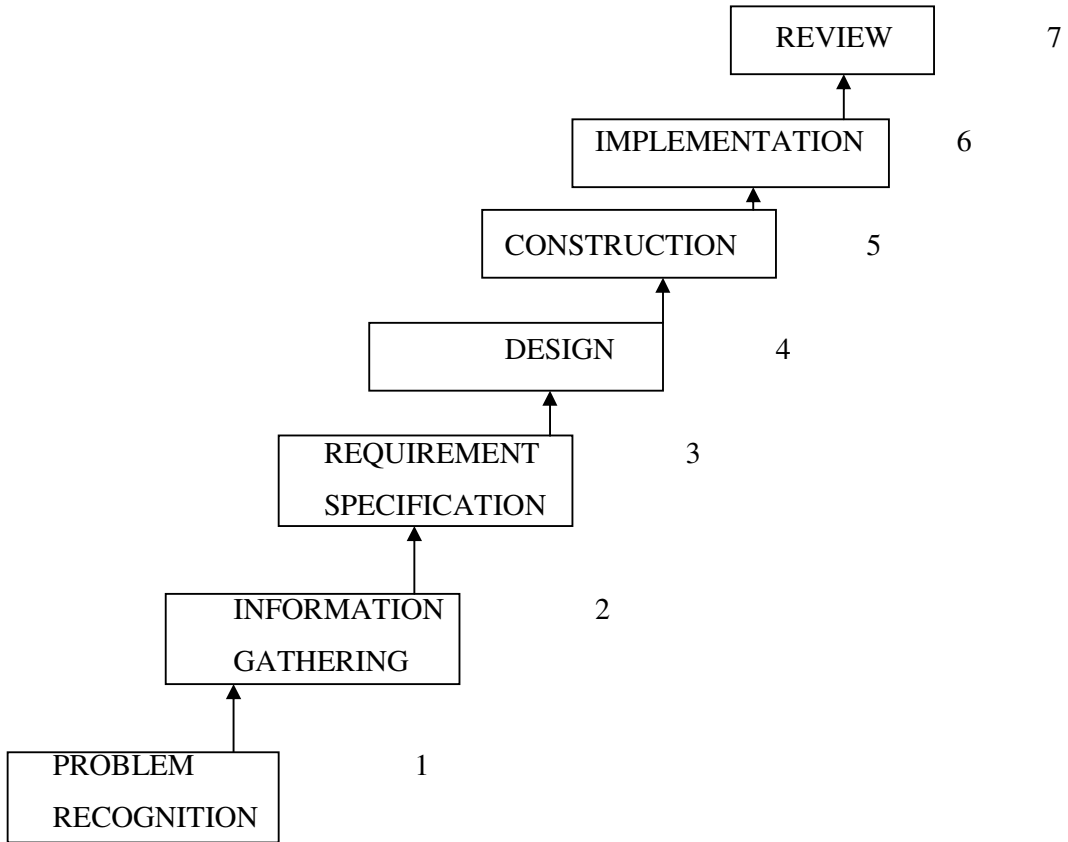 REVIEW 7
IMPLEMENTATION 6
CONSTRUCTION 5
DESIGN 4
REQUIREMENT 3
SPECIFICATION
INFORMATION 2
GATHERING
PROBLEM 1
RECOGNITION